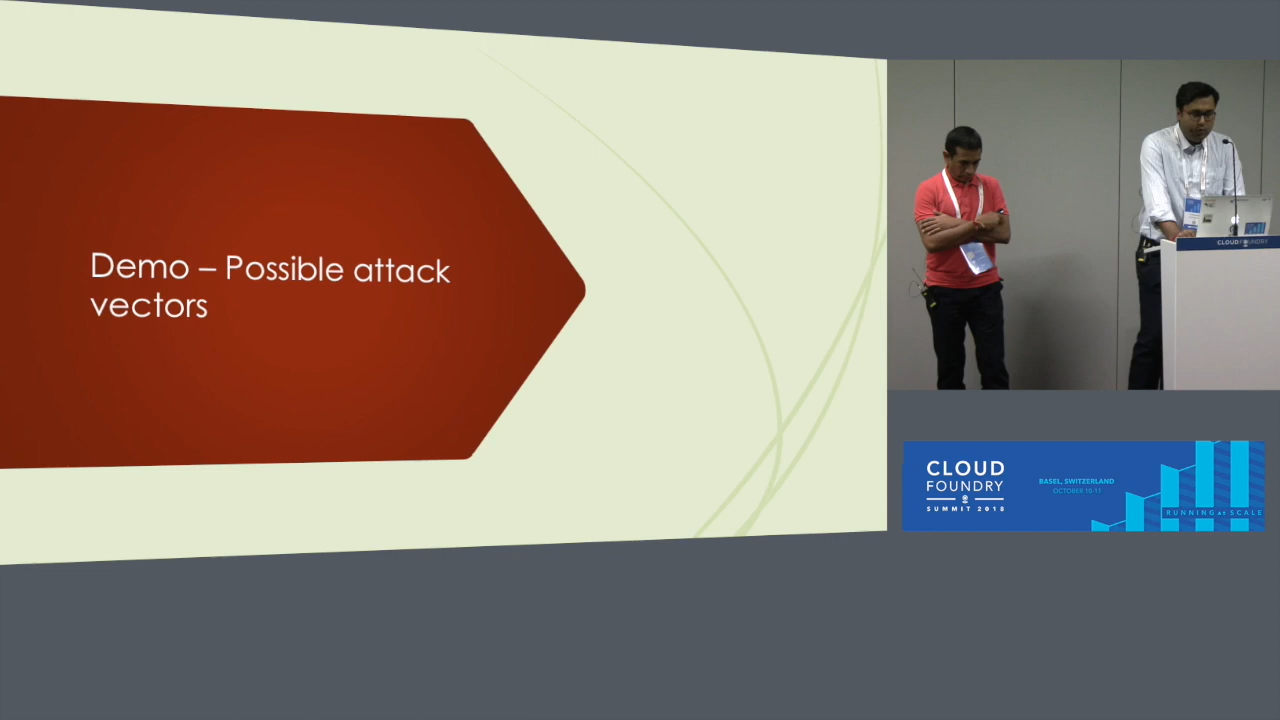 Demo – Possible attack
vectors
CLOUD FOUNDRY
CLOUD
FOUNDRY
SUMMIT 2018
BASEL, SWITZERLAND
OCTOBER 10-11
RUNNING AT SCALE